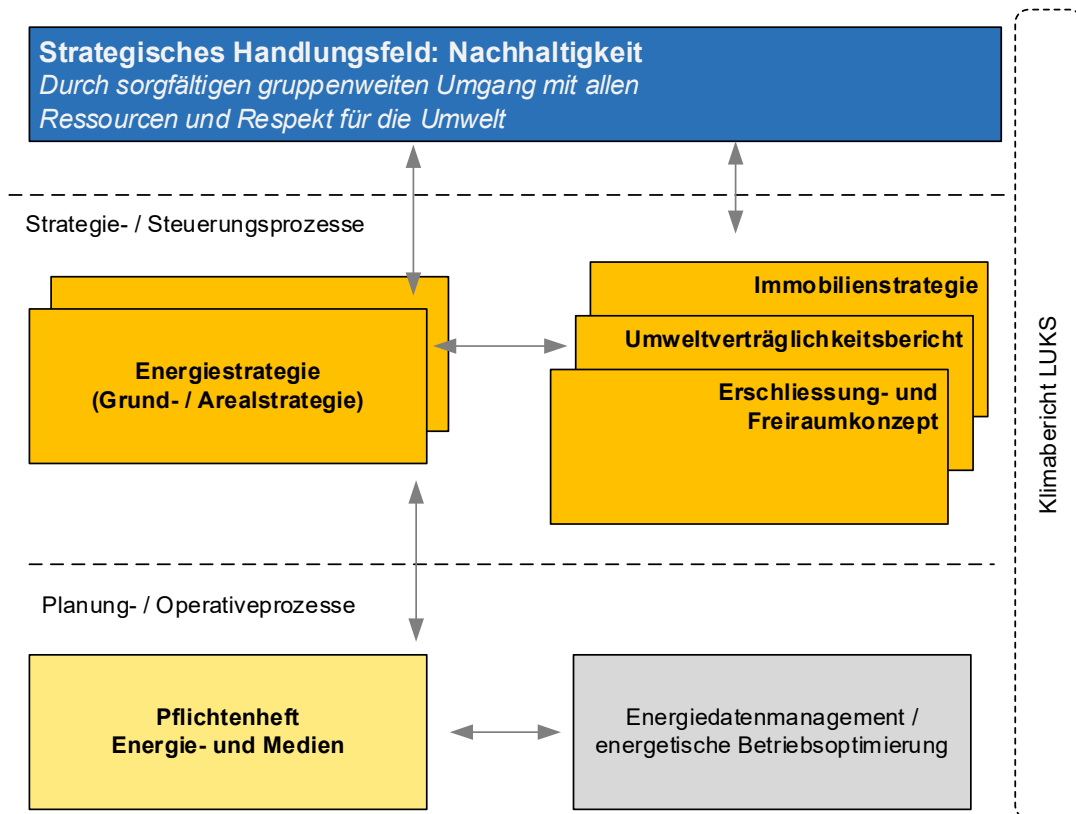 Strategisches Handlungsfeld: Nachhaltigkeit
Durch sorgfältigen gruppenweiten Umgang mit allen
Ressourcen und Respekt für die Umwelt
Strategie- / Steuerungsprozesse
Energiestrategie
(Grund- / Arealstrategie)
Immobilienstrategie
Umweltverträglichkeitsbericht
Erschliessung- und
Freiraumkonzept
Planung- / Operativeprozesse
Pflichtenheft
Energie- und Medien
Energiedatenmanagement /
energetische Betriebsoptimierung
Klimabericht LUKS